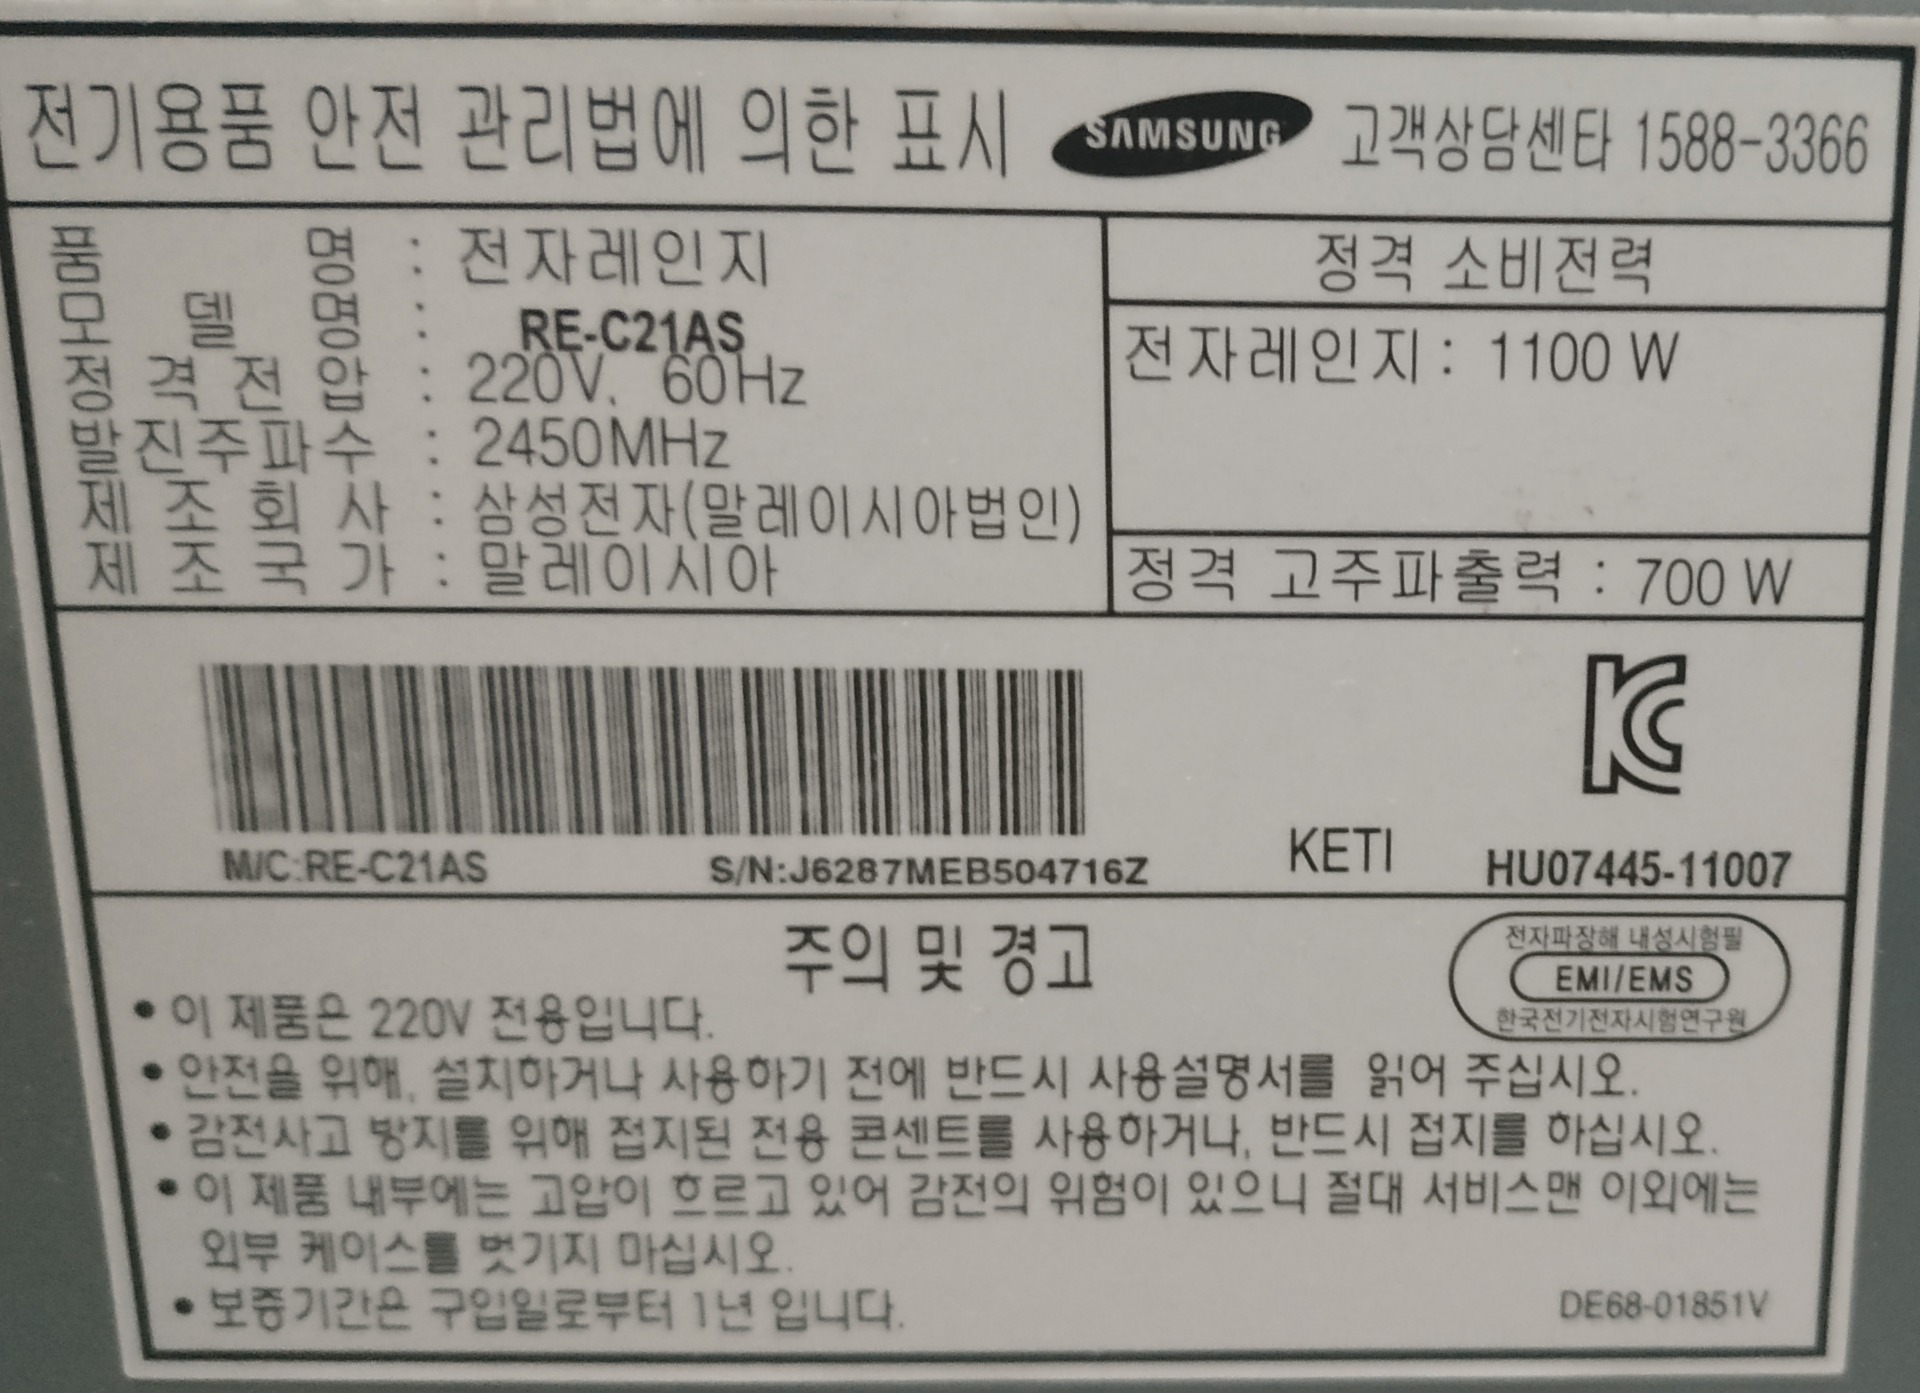 전기용품 안전 관리법에 의한 표시 SAMSUNG 고객상담센타 1588-3366
품 명 : 전자레인지
모 델 명 : RE-C21AS
정 격 전 압 : 220V, 60Hz
발진주파수 : 2450MHz
제 조 회 사 : 삼성전자(말레이시아법인)
제 조 국 가 : 말레이시아
정격 소비전력
전자레인지 : 1100 W
정격 고주파출력 : 700 W
M/C:RE-C21AS S/N:J6287MEB504716Z
KETI
HU07445-11007
주의 및 경고
전자파장해 내성시험필
EMI/EMS
한국전기전자시험연구원
• 이 제품은 220V 전용입니다.
• 안전을 위해, 설치하거나 사용하기 전에 반드시 사용설명서를 읽어 주십시오.
• 감전사고 방지를 위해 접지된 전용 콘센트를 사용하거나, 반드시 접지를 하십시오.
• 이 제품 내부에는 고압이 흐르고 있어 감전의 위험이 있으니 절대 서비스맨 이외에는
외부 케이스를 벗기지 마십시오.
• 보증기간은 구입일로부터 1년 입니다.
DE68-01851V